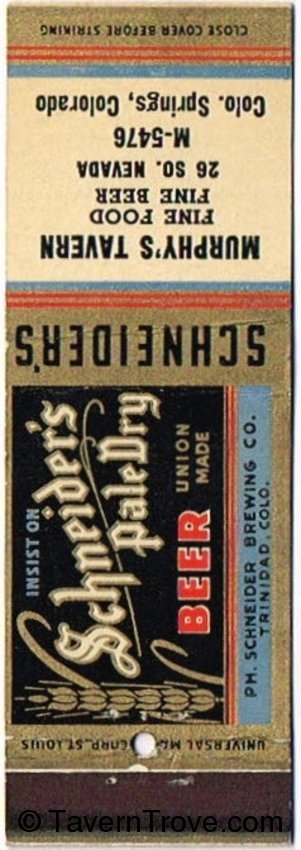 CLOSE COVER BEFORE STRIKING
MURPHY'S TAVERN
FINE FOOD
FINE BEER
26 SO. NEVADA
M-5476
Colo. Springs, Colorado
SCHNEIDER'S
INSIST ON
Schneider's
Pale Dry
BEER
UNION
MADE
PH. SCHNEIDER BREWING CO.
TRINIDAD, COLO.
UNIVERSAL CORP., ST. LOUIS
© TavernTrove.com